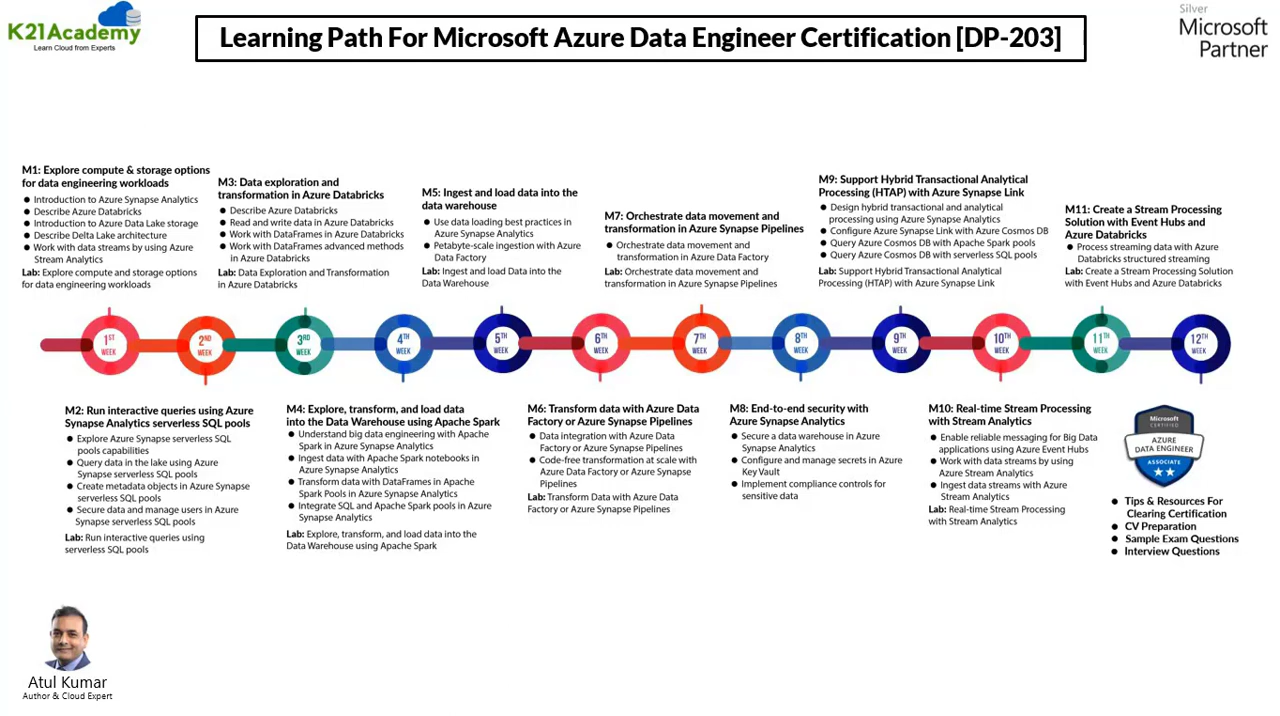 K21Academy
Learn Cloud from Experts
Learning Path For Microsoft Azure Data Engineer Certification [DP-203]
Silver
Microsoft
Partner
M1: Explore compute & storage options
for data engineering workloads
● Introduction to Azure Synapse Analytics
● Describe Azure Databricks
● Introduction to Azure Data Lake storage
● Describe Delta Lake architecture
● Work with data streams by using Azure
Stream Analytics
Lab: Explore compute and storage options
for data engineering workloads
M3: Data exploration and
transformation in Azure Databricks
● Describe Azure Databricks
● Read and write data in Azure Databricks
● Work with DataFrames in Azure Databricks
● Work with DataFrames advanced methods
in Azure Databricks
Lab: Data Exploration and Transformation
in Azure Databricks
M5: Ingest and load data into the
data warehouse
● Use data loading best practices in
Azure Synapse Analytics
● Petabyte-scale ingestion with Azure
Data Factory
Lab: Ingest and load Data into the
Data Warehouse
M7: Orchestrate data movement and
transformation in Azure Synapse Pipelines
● Orchestrate data movement and
transformation in Azure Data Factory
Lab: Orchestrate data movement and
transformation in Azure Synapse Pipelines
M9: Support Hybrid Transactional Analytical
Processing (HTAP) with Azure Synapse Link
● Design hybrid transactional and analytical
processing using Azure Synapse Analytics
● Configure Azure Synapse Link with Azure Cosmos DB
● Query Azure Cosmos DB with Apache Spark pools
● Query Azure Cosmos DB with serverless SQL pools
Lab: Support Hybrid Transactional Analytical
Processing (HTAP) with Azure Synapse Link
M11: Create a Stream Processing
Solution with Event Hubs and
Azure Databricks
● Process streaming data with Azure
Databricks structured streaming
Lab: Create a Stream Processing Solution
with Event Hubs and Azure Databricks
1ST WEEK
2ND WEEK
3RD WEEK
4TH WEEK
5TH WEEK
6TH WEEK
7TH WEEK
8TH WEEK
9TH WEEK
10TH WEEK
11TH WEEK
12TH WEEK
M2: Run interactive queries using Azure
Synapse Analytics serverless SQL pools
● Explore Azure Synapse serverless SQL
pools capabilities
● Query data in the lake using Azure
Synapse serverless SQL pools
● Create metadata objects in Azure Synapse
serverless SQL pools
● Secure data and manage users in Azure
Synapse serverless SQL pools
Lab: Run interactive queries using
serverless SQL pools
M4: Explore, transform, and load data
into the Data Warehouse using Apache Spark
● Understand big data engineering with Apache
Spark in Azure Synapse Analytics
● Ingest data with Apache Spark notebooks in
Azure Synapse Analytics
● Transform data with DataFrames in Apache
Spark Pools in Azure Synapse Analytics
● Integrate SQL and Apache Spark pools in Azure
Synapse Analytics
Lab: Explore, transform, and load data into the
Data Warehouse using Apache Spark
M6: Transform data with Azure Data
Factory or Azure Synapse Pipelines
● Data integration with Azure Data
Factory or Azure Synapse Pipelines
● Code-free transformation at scale with
Azure Data Factory or Azure Synapse
Pipelines
Lab: Transform Data with Azure Data
Factory or Azure Synapse Pipelines
M8: End-to-end security with
Azure Synapse Analytics
● Secure a data warehouse in Azure
Synapse Analytics
● Configure and manage secrets in Azure
Key Vault
● Implement compliance controls for
sensitive data
M10: Real-time Stream Processing
with Stream Analytics
● Enable reliable messaging for Big Data
applications using Azure Event Hubs
● Work with data streams by using
Azure Stream Analytics
● Ingest data streams with Azure
Stream Analytics
Lab: Real-time Stream Processing
with Stream Analytics
Microsoft
CERTIFIED
AZURE
DATA ENGINEER
ASSOCIATE
● Tips & Resources For
Clearing Certification
● CV Preparation
● Sample Exam Questions
● Interview Questions
Atul Kumar
Author & Cloud Expert